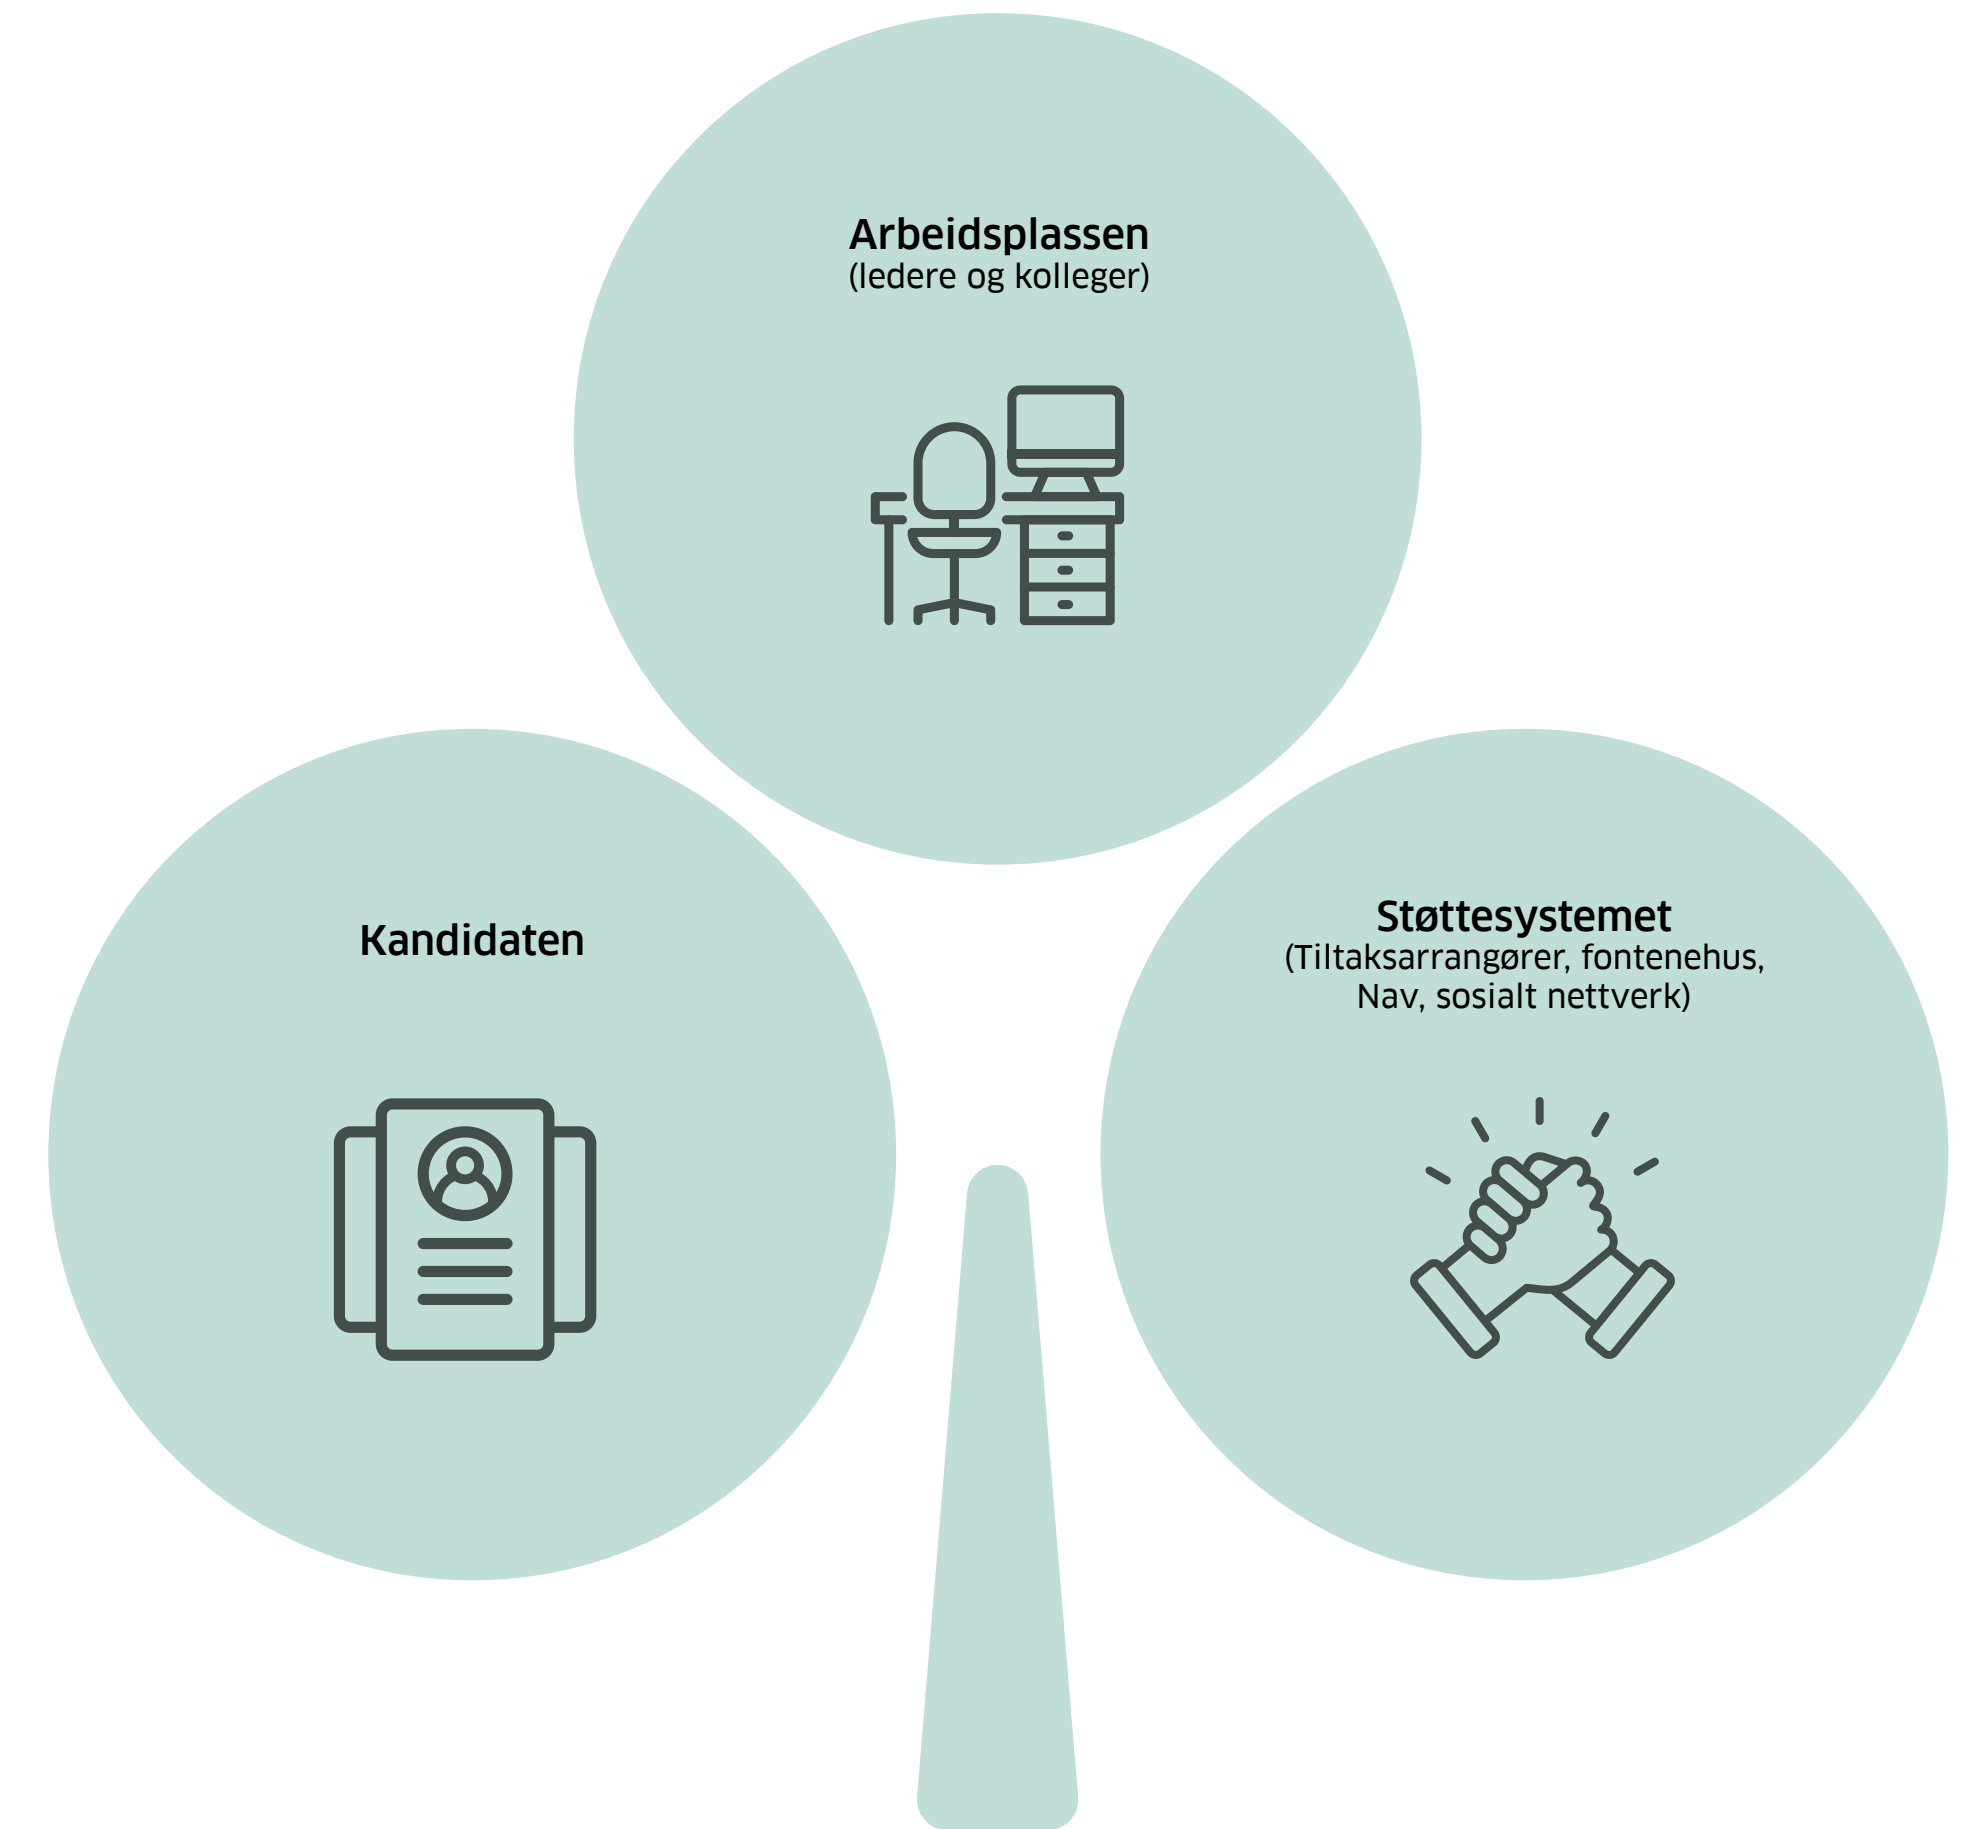 Arbeidsplassen
(ledere og kolleger)
Kandidaten
Støttesystemet
(Tiltaksarrangører, fontenehus,
Nav, sosialt nettverk)